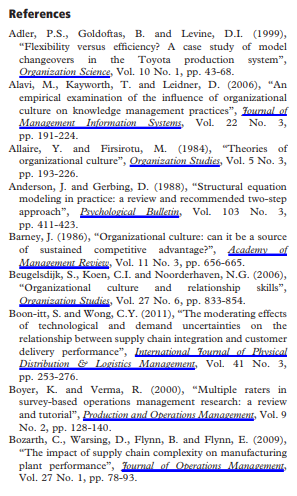 References
Adler, P.S., Goldoftas, B. and Levine, D.I. (1999),
“Flexibility versus efficiency? A case study of model
changeovers in the Toyota production system”,
Organization Science, Vol. 10 No. 1, pp. 43-68.
Alavi, M., Kayworth, T. and Leidner, D. (2006), “An
empirical examination of the influence of organizational
culture on knowledge management practices”, Journal of
Management Information Systems, Vol. 22 No. 3,
pp. 191-224.
Allaire, Y. and Firsirotu, M. (1984), “Theories of
organizational culture”, Organization Studies, Vol. 5 No. 3,
pp. 193-226.
Anderson, J. and Gerbing, D. (1988), “Structural equation
modeling in practice: a review and recommended two-step
approach”, Psychological Bulletin, Vol. 103 No. 3,
pp. 411-423.
Barney, J. (1986), “Organizational culture: can it be a source
of sustained competitive advantage?”, Academy of
Management Review, Vol. 11 No. 3, pp. 656-665.
Beugelsdijk, S., Koen, C.I. and Noorderhaven, N.G. (2006),
“Organizational culture and relationship skills”,
Organization Studies, Vol. 27 No. 6, pp. 833-854.
Boon-itt, S. and Wong, C.Y. (2011), “The moderating effects
of technological and demand uncertainties on the
relationship between supply chain integration and customer
delivery performance”, International Journal of Physical
Distribution & Logistics Management, Vol. 41 No. 3,
pp. 253-276.
Boyer, K. and Verma, R. (2000), “Multiple raters in
survey-based operations management research: a review
and tutorial”, Production and Operations Management, Vol. 9
No. 2, pp. 128-140.
Bozarth, C., Warsing, D., Flynn, B. and Flynn, E. (2009),
“The impact of supply chain complexity on manufacturing
plant performance”, Journal of Operations Management,
Vol. 27 No. 1, pp. 78-93.